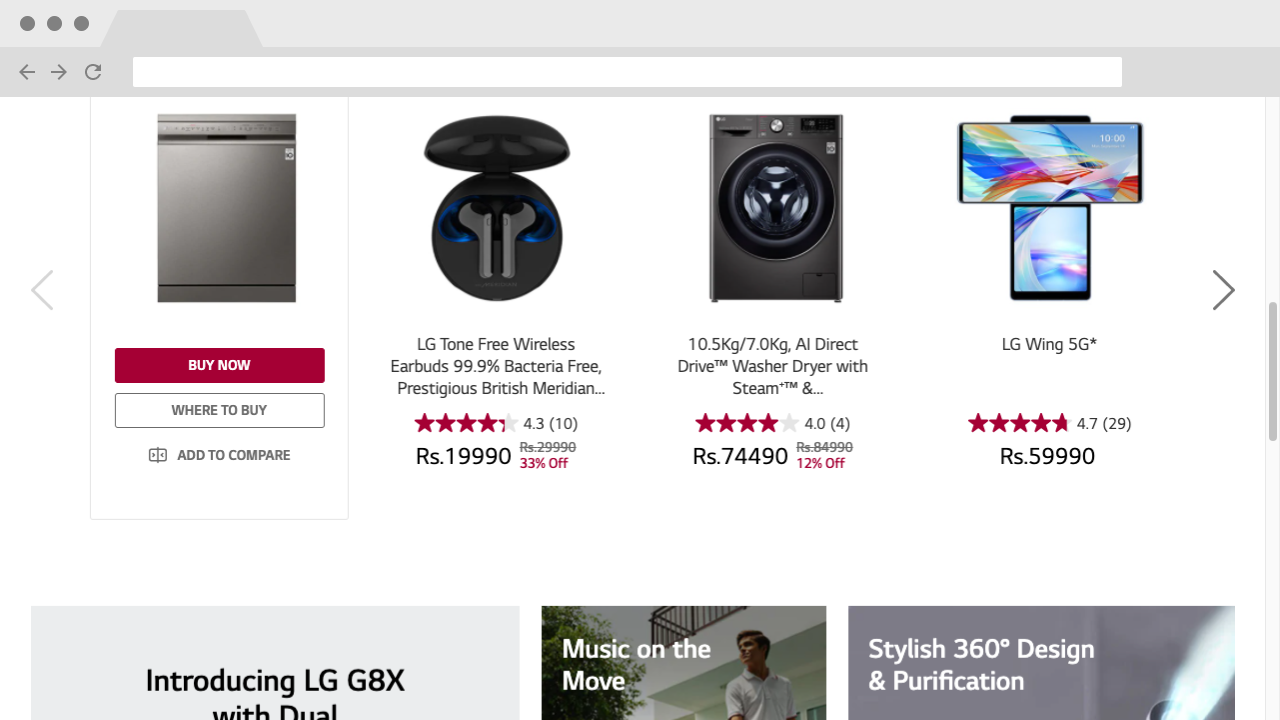 BUY NOW
WHERE TO BUY
ADD TO COMPARE
LG Tone Free Wireless
Earbuds 99.9% Bacteria Free,
Prestigious British Meridian...
4.3 (10)
Rs.19990 Rs.29990
33% Off
10.5Kg/7.0Kg, AI Direct
Drive™ Washer Dryer with
Steam⁺™ &...
4.0 (4)
Rs.74490 Rs.84990
12% Off
10:00
LG Wing 5G*
4.7 (29)
Rs.59990
Introducing LG G8X
with Dual
Music on the
Move
Stylish 360° Design
& Purification